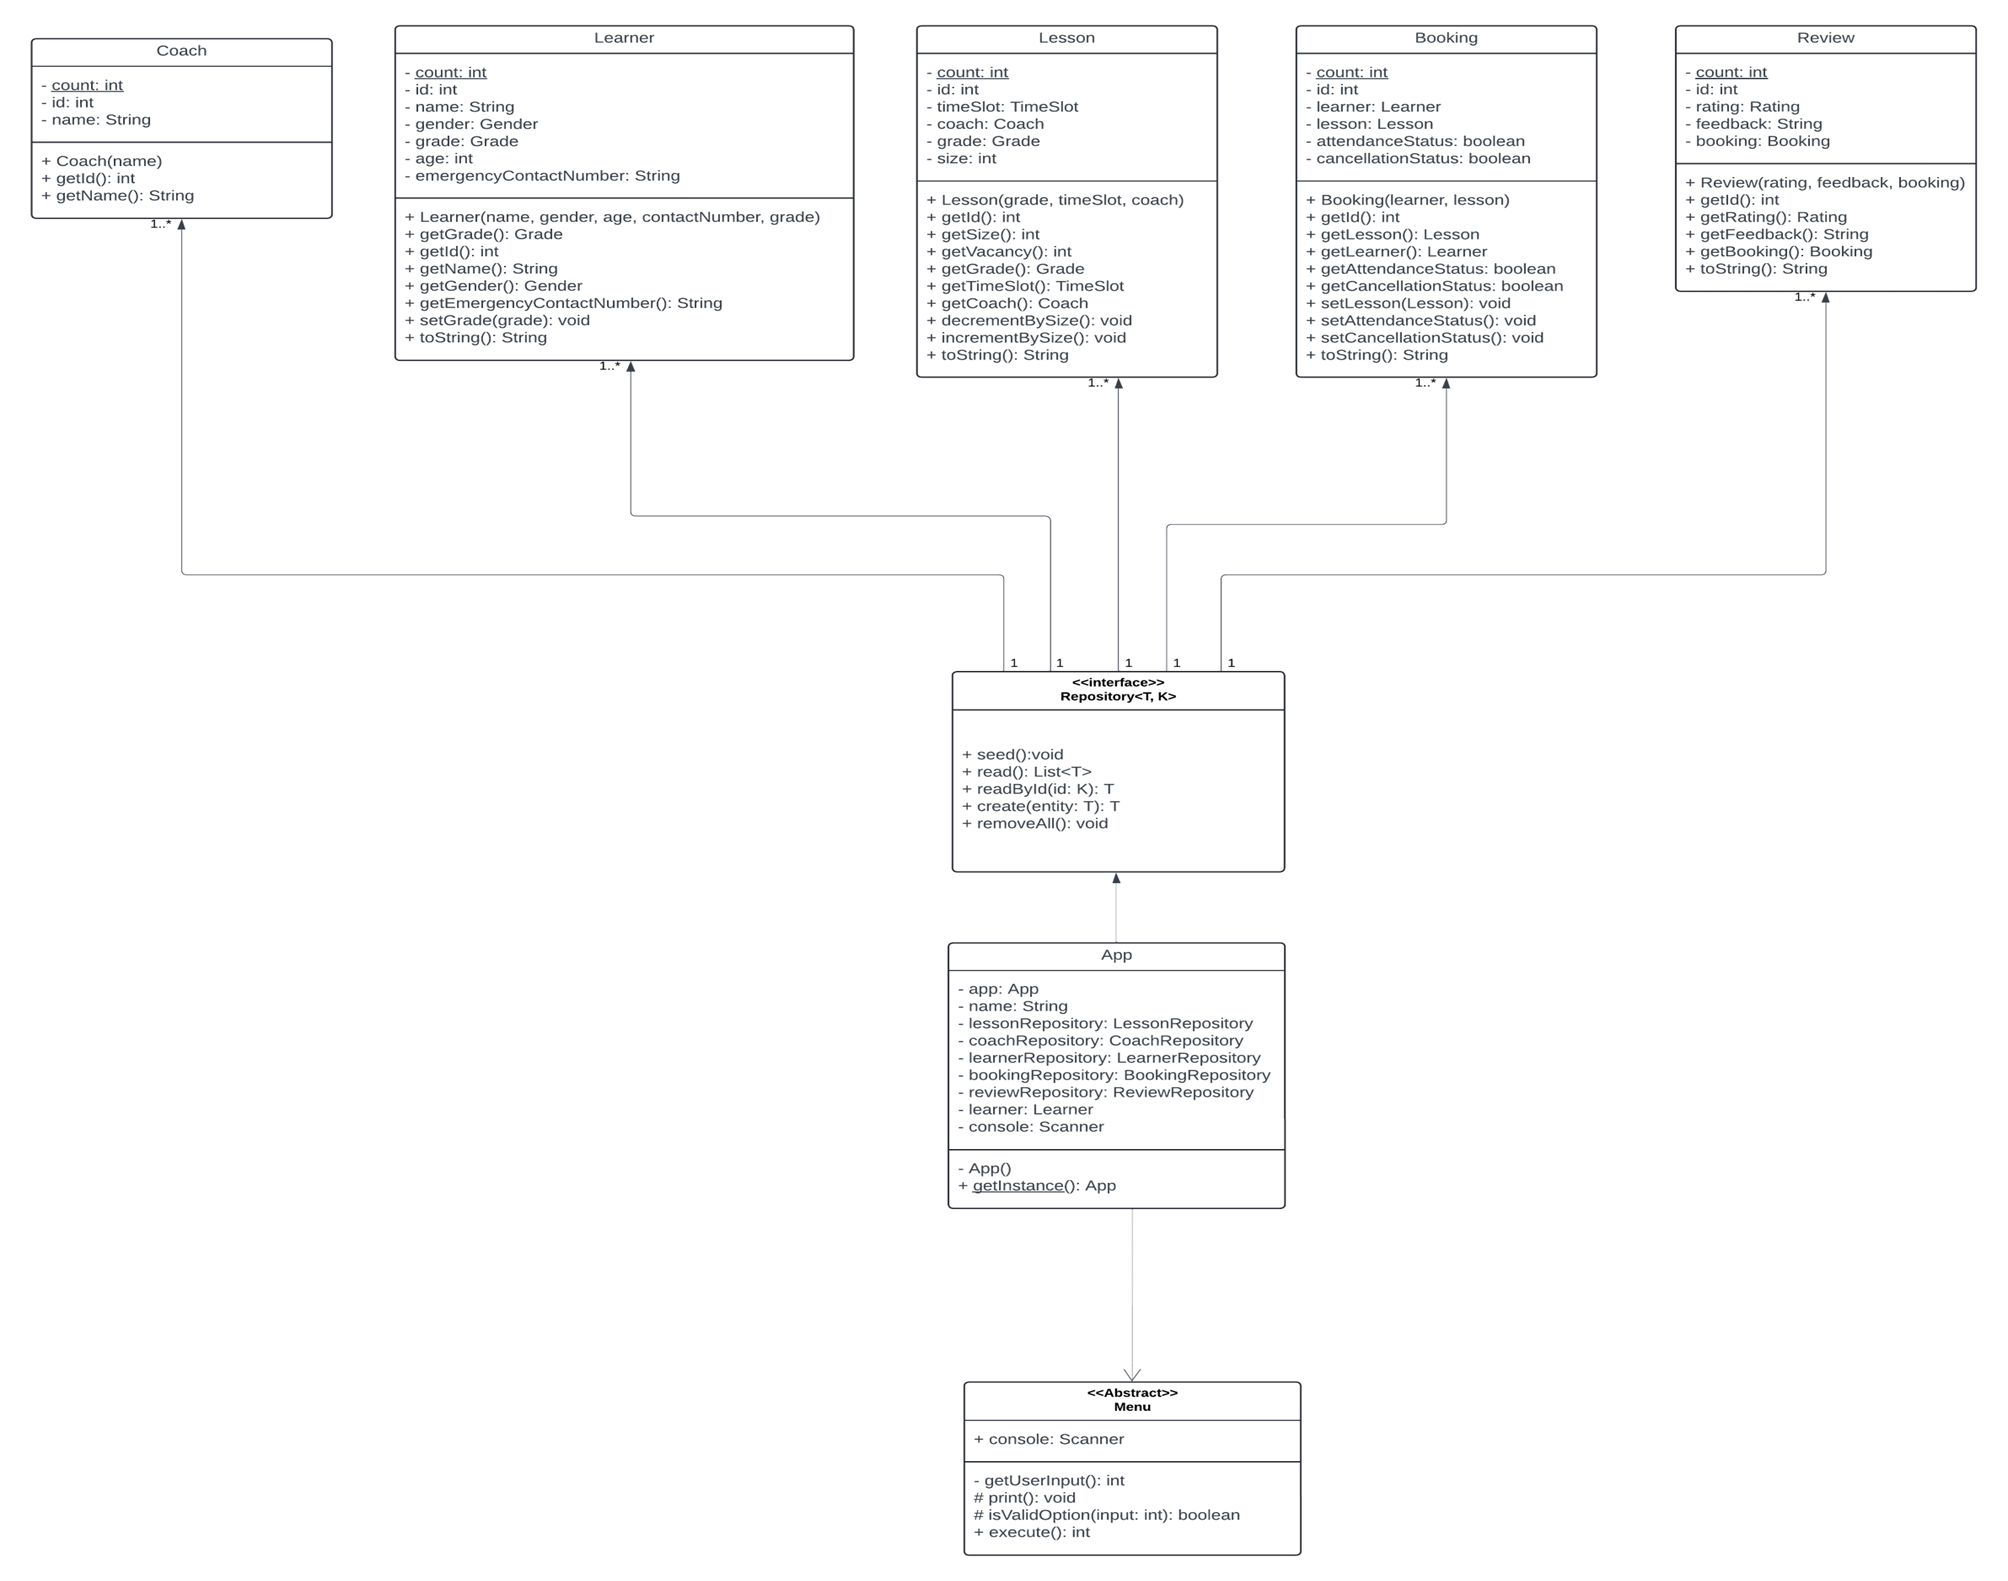 Coach
- count: int
- id: int
- name: String
+ Coach(name)
+ getId(): int
+ getName(): String
1..*
Learner
- count: int
- id: int
- name: String
- gender: Gender
- grade: Grade
- age: int
- emergencyContactNumber: String
+ Learner(name, gender, age, contactNumber, grade)
+ getGrade(): Grade
+ getId(): int
+ getName(): String
+ getGender(): Gender
+ getEmergencyContactNumber(): String
+ setGrade(grade): void
+ toString(): String
1..*
Lesson
- count: int
- id: int
- timeSlot: TimeSlot
- coach: Coach
- grade: Grade
- size: int
+ Lesson(grade, timeSlot, coach)
+ getId(): int
+ getSize(): int
+ getVacancy(): int
+ getGrade(): Grade
+ getTimeSlot(): TimeSlot
+ getCoach(): Coach
+ decrementBySize(): void
+ incrementBySize(): void
+ toString(): String
1..*
Booking
- count: int
- id: int
- learner: Learner
- lesson: Lesson
- attendanceStatus: boolean
- cancellationStatus: boolean
+ Booking(learner, lesson)
+ getId(): int
+ getLesson(): Lesson
+ getLearner(): Learner
+ getAttendanceStatus: boolean
+ getCancellationStatus: boolean
+ setLesson(Lesson): void
+ setAttendanceStatus(): void
+ setCancellationStatus(): void
+ toString(): String
1..*
Review
- count: int
- id: int
- rating: Rating
- feedback: String
- booking: Booking
+ Review(rating, feedback, booking)
+ getId(): int
+ getRating(): Rating
+ getFeedback(): String
+ getBooking(): Booking
+ toString(): String
1..*
1
1
1
1
1
<<interface>>
Repository<T, K>
+ seed():void
+ read(): List<T>
+ readById(id: K): T
+ create(entity: T): T
+ removeAll(): void
App
- app: App
- name: String
- lessonRepository: LessonRepository
- coachRepository: CoachRepository
- learnerRepository: LearnerRepository
- bookingRepository: BookingRepository
- reviewRepository: ReviewRepository
- learner: Learner
- console: Scanner
- App()
+ getInstance(): App
<<Abstract>>
Menu
+ console: Scanner
- getUserInput(): int
# print(): void
# isValidOption(input: int): boolean
+ execute(): int